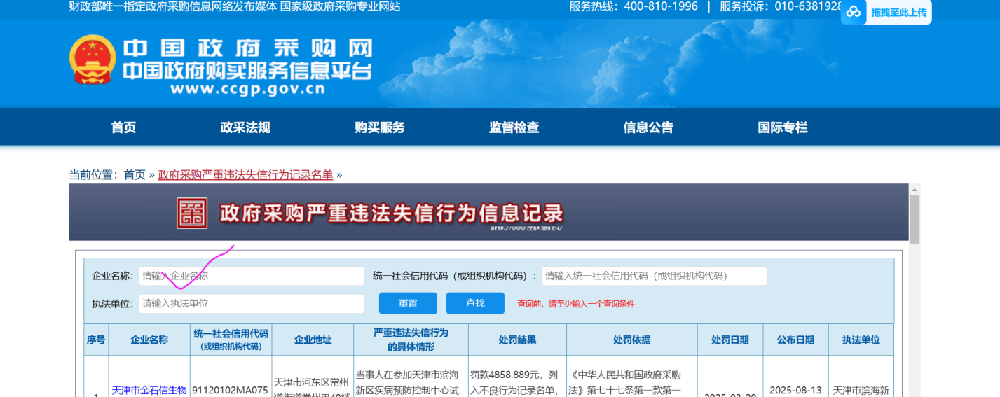 财政部唯一指定政府采购信息网络发布媒体 国家级政府采购专业网站
服务热线：400-810-1996 | 服务投诉：010-6381928
拖拽至此上传
中国政府采购网
中国政府购买服务信息平台
www.ccgp.gov.cn
首页 政采法规 购买服务 监督检查 信息公告 国际专栏
当前位置：首页 » 政府采购严重违法失信行为记录名单 »
政府采购严重违法失信行为信息记录
HTTP://WWW.CCGP.GOV.CN/
企业名称： 请输入企业名称 统一社会信用代码（或组织机构代码）： 请输入统一社会信用代码（或组织机构代码）
执法单位： 请输入执法单位 重置 查找 查询前，请至少输入一个查询条件
序号 企业名称 统一社会信用代码 企业地址 严重违法失信行为 处罚结果 处罚依据 处罚日期 公布日期 执法单位
（或组织机构代码） 的具体情形
当事人在参加天津市滨海 罚款4858.889元，列 《中华人民共和国政府采购
天津市河东区常州
天津市金石信生物 91120102MA075 新区疾病预防控制中心试 入不良行为记录名单， 法》第七十七条第一款第一 2025-08-13 天津市滨海新